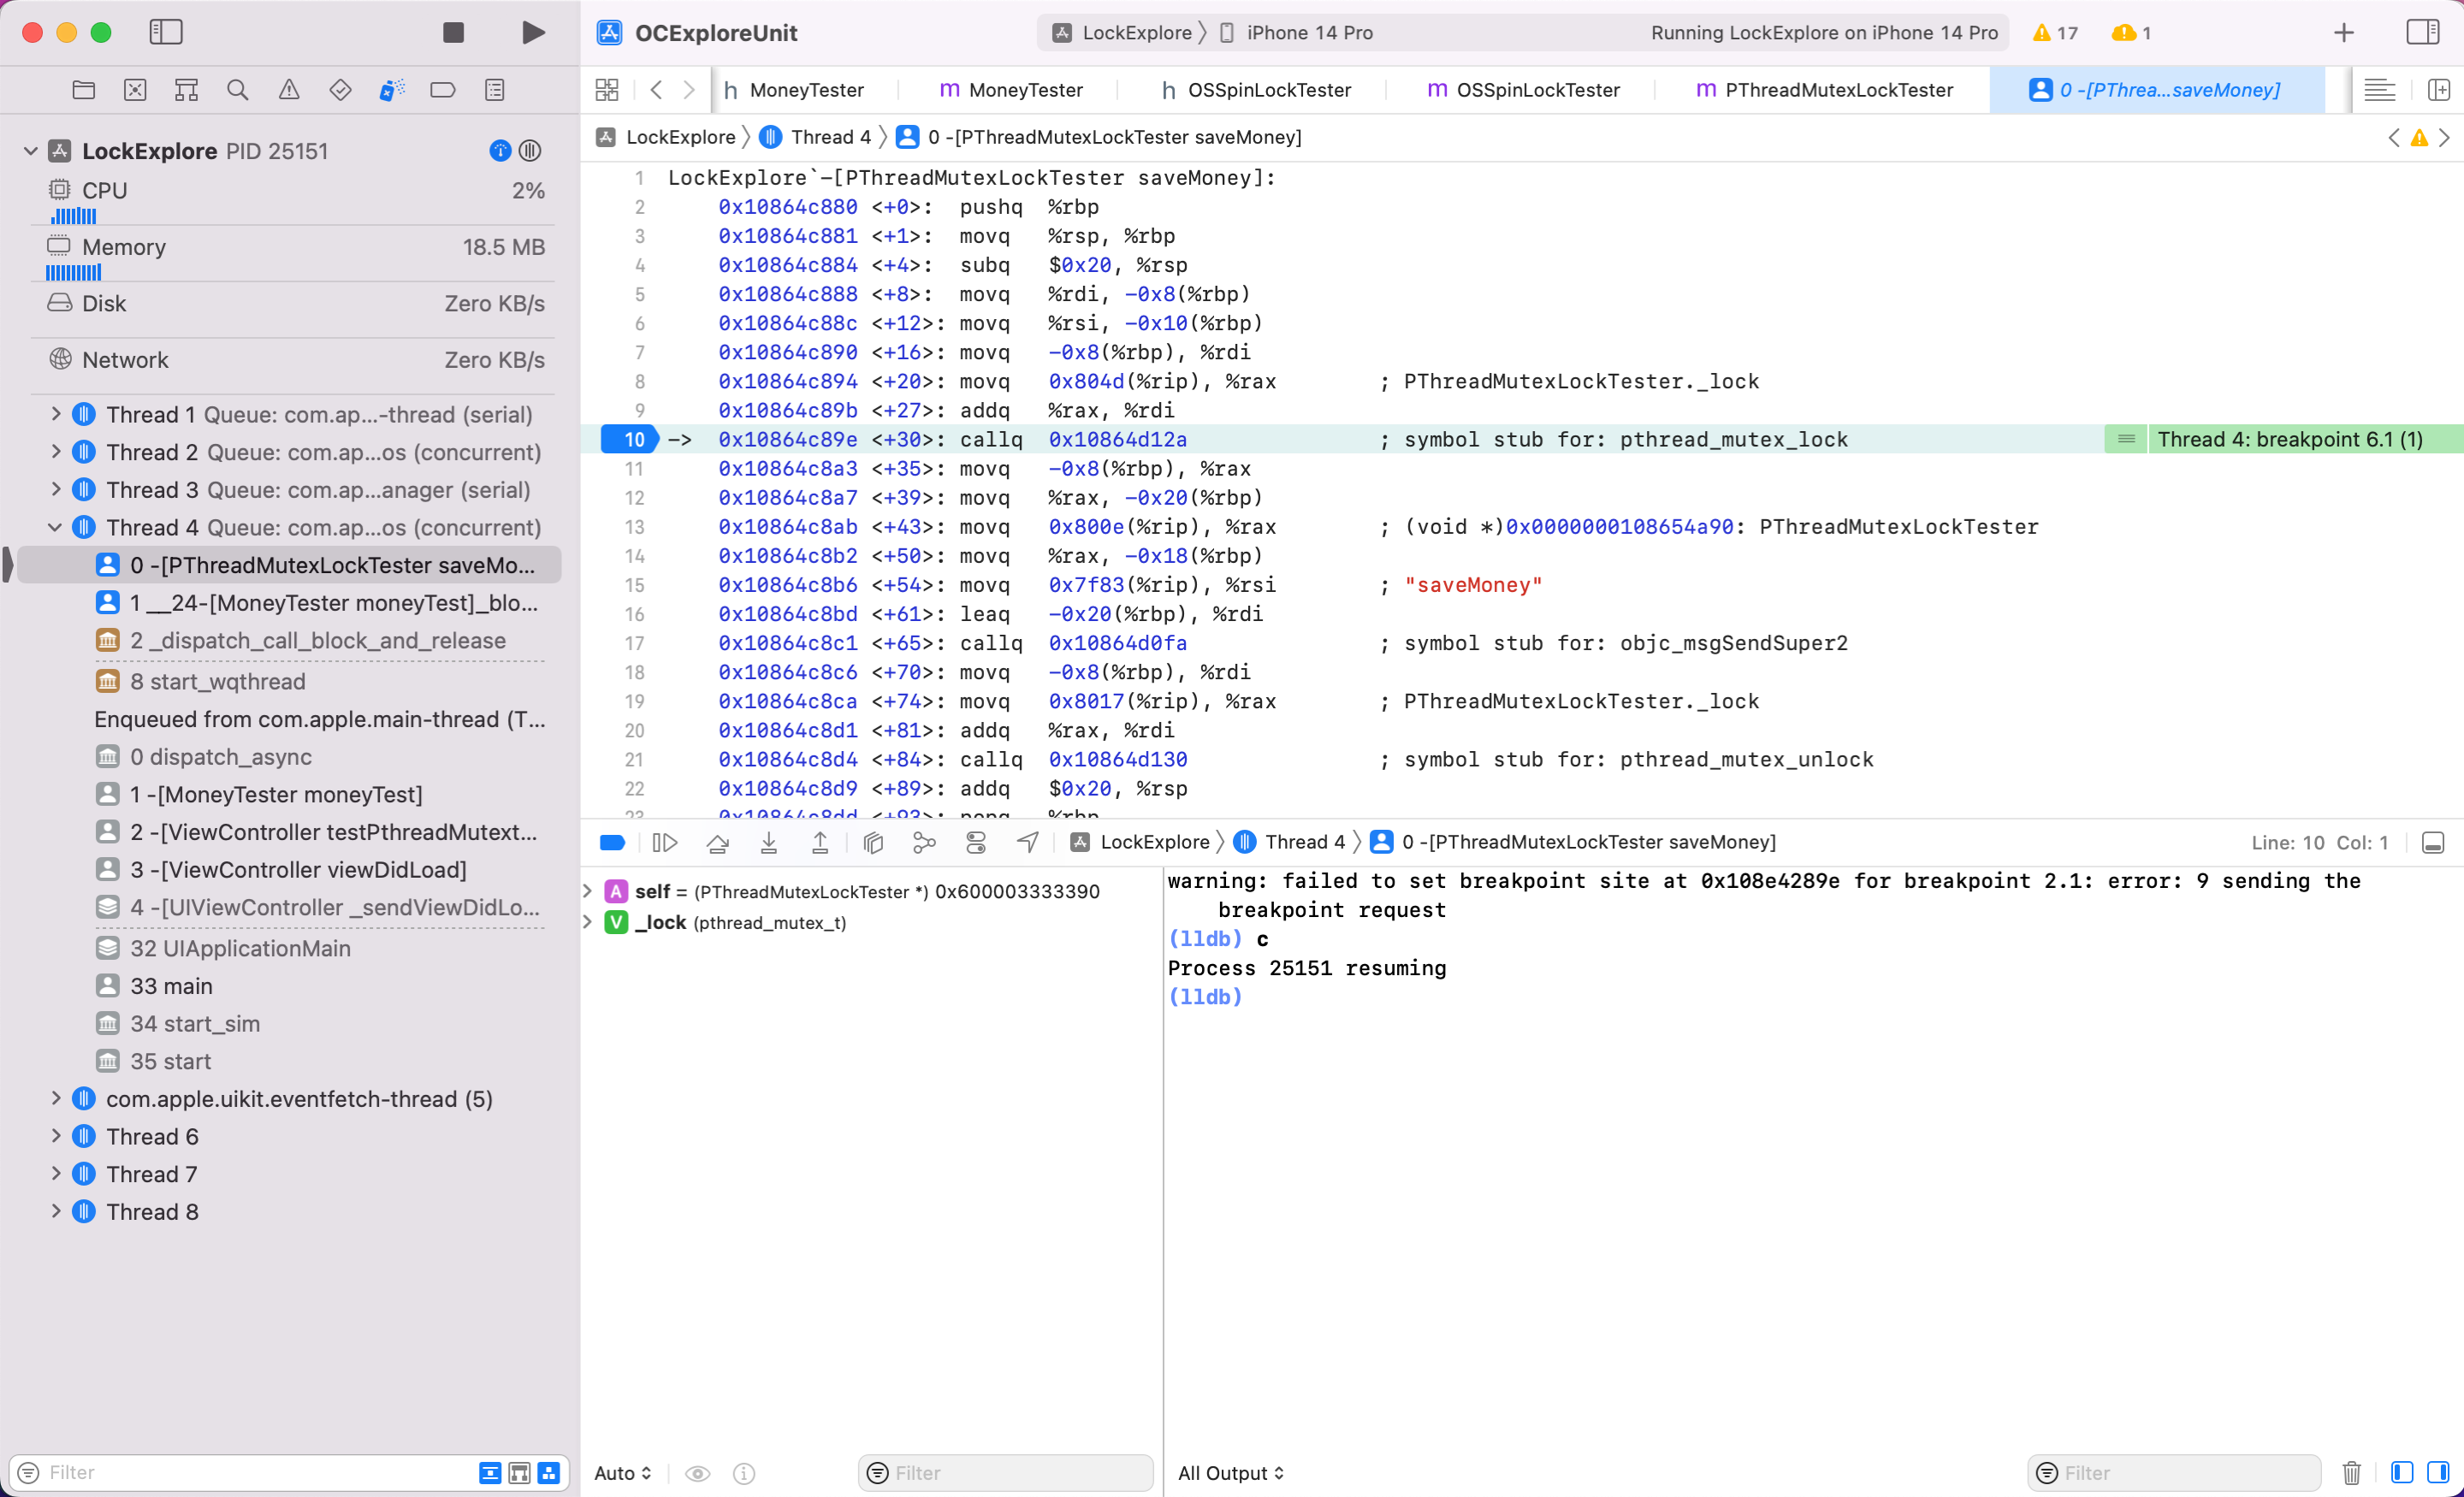 OCExploreUnit
LockExplore
iPhone 14 Pro
Running LockExplore on iPhone 14 Pro
17
1
h MoneyTester
m MoneyTester
h OSSpinLockTester
m OSSpinLockTester
m PThreadMutexLockTester
0 -[PThrea...saveMoney]
LockExplore
Thread 4
0 -[PThreadMutexLockTester saveMoney]
LockExplore PID 25151
CPU 2%
Memory 18.5 MB
Disk Zero KB/s
Network Zero KB/s
Thread 1 Queue: com.ap...-thread (serial)
Thread 2 Queue: com.ap...os (concurrent)
Thread 3 Queue: com.ap...anager (serial)
Thread 4 Queue: com.ap...os (concurrent)
0 -[PThreadMutexLockTester saveMo...
1 __24-[MoneyTester moneyTest]_blo...
2 _dispatch_call_block_and_release
8 start_wqthread
Enqueued from com.apple.main-thread (T...
0 dispatch_async
1 -[MoneyTester moneyTest]
2 -[ViewController testPthreadMutext...
3 -[ViewController viewDidLoad]
4 -[UIViewController _sendViewDidLo...
32 UIApplicationMain
33 main
34 start_sim
35 start
com.apple.uikit.eventfetch-thread (5)
Thread 6
Thread 7
Thread 8
Filter
1 LockExplore`-[PThreadMutexLockTester saveMoney]:
2 0x10864c880 <+0>: pushq %rbp
3 0x10864c881 <+1>: movq %rsp, %rbp
4 0x10864c884 <+4>: subq $0x20, %rsp
5 0x10864c888 <+8>: movq %rdi, -0x8(%rbp)
6 0x10864c88c <+12>: movq %rsi, -0x10(%rbp)
7 0x10864c890 <+16>: movq -0x8(%rbp), %rdi
8 0x10864c894 <+20>: movq 0x804d(%rip), %rax ; PThreadMutexLockTester._lock
9 0x10864c89b <+27>: addq %rax, %rdi
10 -> 0x10864c89e <+30>: callq 0x10864d12a ; symbol stub for: pthread_mutex_lock
Thread 4: breakpoint 6.1 (1)
11 0x10864c8a3 <+35>: movq -0x8(%rbp), %rax
12 0x10864c8a7 <+39>: movq %rax, -0x20(%rbp)
13 0x10864c8ab <+43>: movq 0x800e(%rip), %rax ; (void *)0x0000000108654a90: PThreadMutexLockTester
14 0x10864c8b2 <+50>: movq %rax, -0x18(%rbp)
15 0x10864c8b6 <+54>: movq 0x7f83(%rip), %rsi ; "saveMoney"
16 0x10864c8bd <+61>: leaq -0x20(%rbp), %rdi
17 0x10864c8c1 <+65>: callq 0x10864d0fa ; symbol stub for: objc_msgSendSuper2
18 0x10864c8c6 <+70>: movq -0x8(%rbp), %rdi
19 0x10864c8ca <+74>: movq 0x8017(%rip), %rax ; PThreadMutexLockTester._lock
20 0x10864c8d1 <+81>: addq %rax, %rdi
21 0x10864c8d4 <+84>: callq 0x10864d130 ; symbol stub for: pthread_mutex_unlock
22 0x10864c8d9 <+89>: addq $0x20, %rsp
23 0x10864c8dd <+93>: popq %rbp
LockExplore
Thread 4
0 -[PThreadMutexLockTester saveMoney]
Line: 10 Col: 1
A self = (PThreadMutexLockTester *) 0x600003333390
V _lock (pthread_mutex_t)
Auto
Filter
warning: failed to set breakpoint site at 0x108e4289e for breakpoint 2.1: error: 9 sending the
breakpoint request
(lldb) c
Process 25151 resuming
(lldb)
All Output
Filter